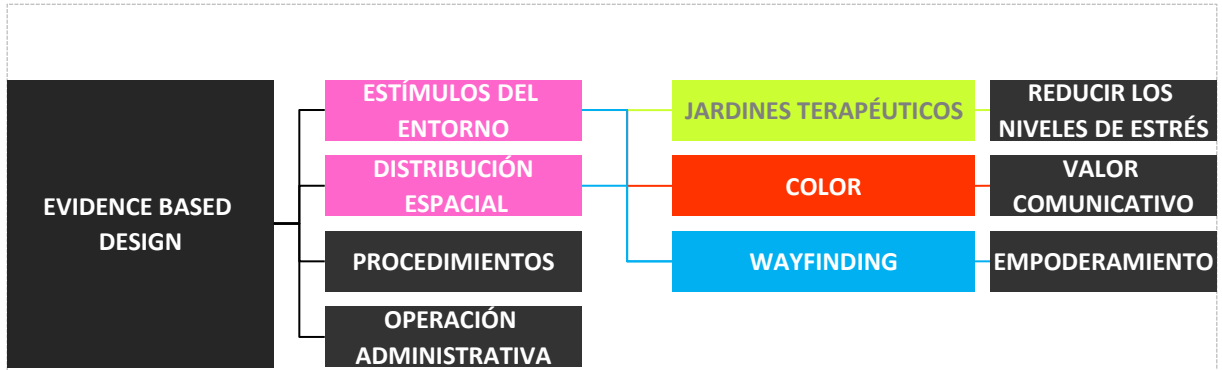 EVIDENCE BASED
DESIGN
ESTÍMULOS DEL
ENTORNO
DISTRIBUCIÓN
ESPACIAL
PROCEDIMIENTOS
OPERACIÓN
ADMINISTRATIVA
JARDINES TERAPÉUTICOS
COLOR
WAYFINDING
REDUCIR LOS
NIVELES DE ESTRÉS
VALOR
COMUNICATIVO
EMPODERAMIENTO